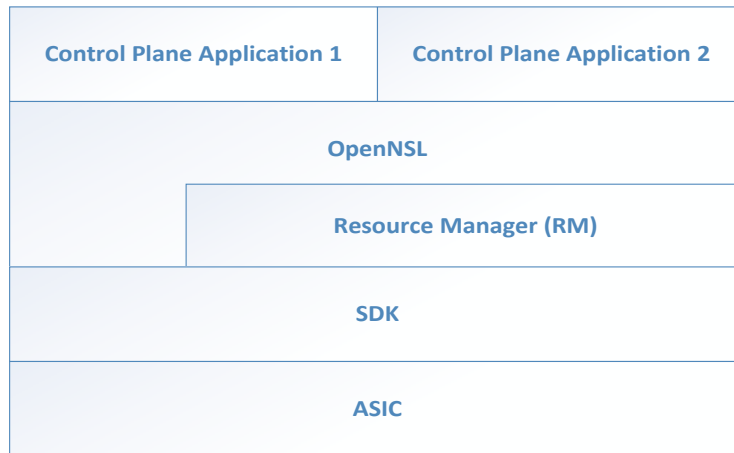 Control Plane Application 1
Control Plane Application 2
OpenNSL
Resource Manager (RM)
SDK
ASIC